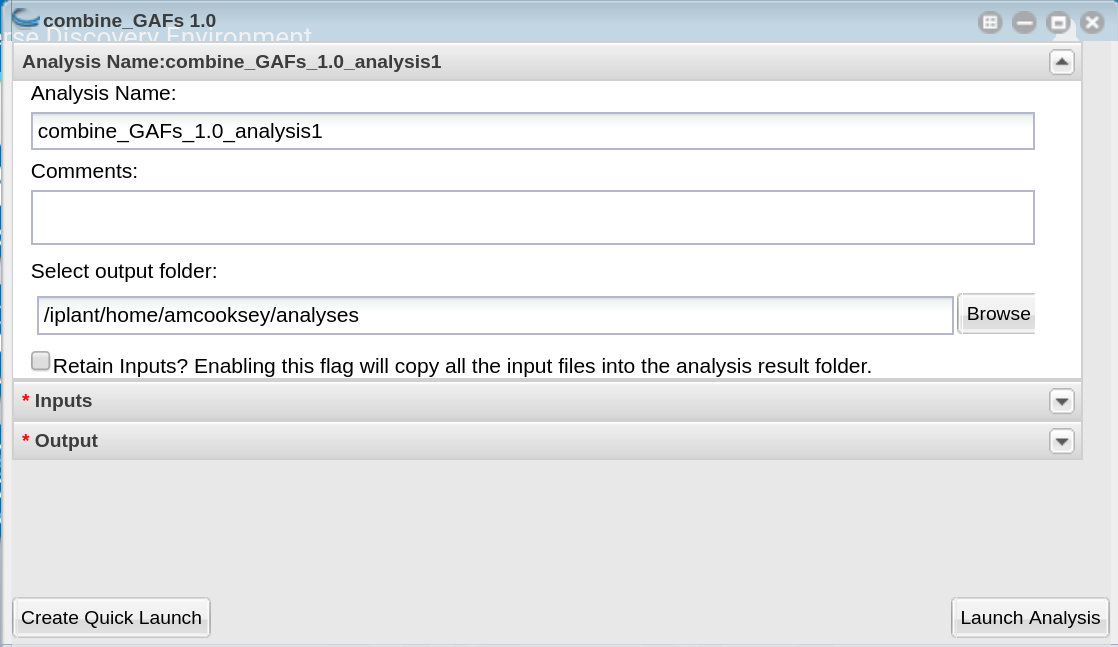 combine_GAFs 1.0
rse Discovery Environment
Analysis Name:combine_GAFs_1.0_analysis1
Analysis Name:
combine_GAFs_1.0_analysis1
Comments:
Select output folder:
/iplant/home/amcooksey/analyses
Browse
Retain Inputs? Enabling this flag will copy all the input files into the analysis result folder.
* Inputs
* Output
Create Quick Launch
Launch Analysis